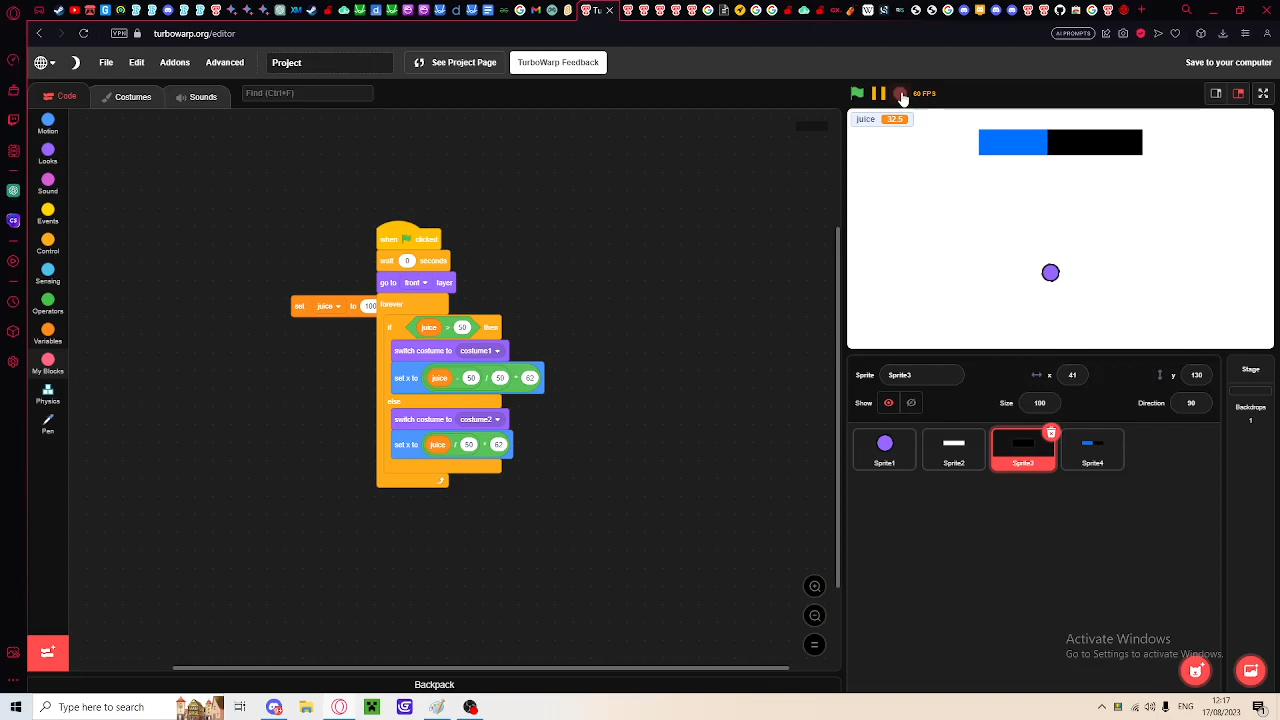 Tu
turbowarp.org/editor
VPN
AI PROMPTS
File Edit Addons Advanced
Project
See Project Page
TurboWarp Feedback
Save to your computer
Code
Costumes
Sounds
Find (Ctrl+F)
60 FPS
juice 32.5
Motion
Looks
Sound
Events
Control
Sensing
Operators
Variables
My Blocks
Physics
Pen
when clicked
wait 0 seconds
go to front layer
set juice to 100
forever
if juice > 50 then
switch costume to costume1
set x to juice - 50 / 50 * 62
else
switch costume to costume2
set x to juice / 50 * 62
Sprite Sprite3 x 41 y 130
Show Size 100 Direction 90
Sprite1
Sprite2
Sprite3
Sprite4
Stage
Backdrops
1
Activate Windows
Go to Settings to activate Windows.
Backpack
Type here to search
ENG
12:17
17/08/2023